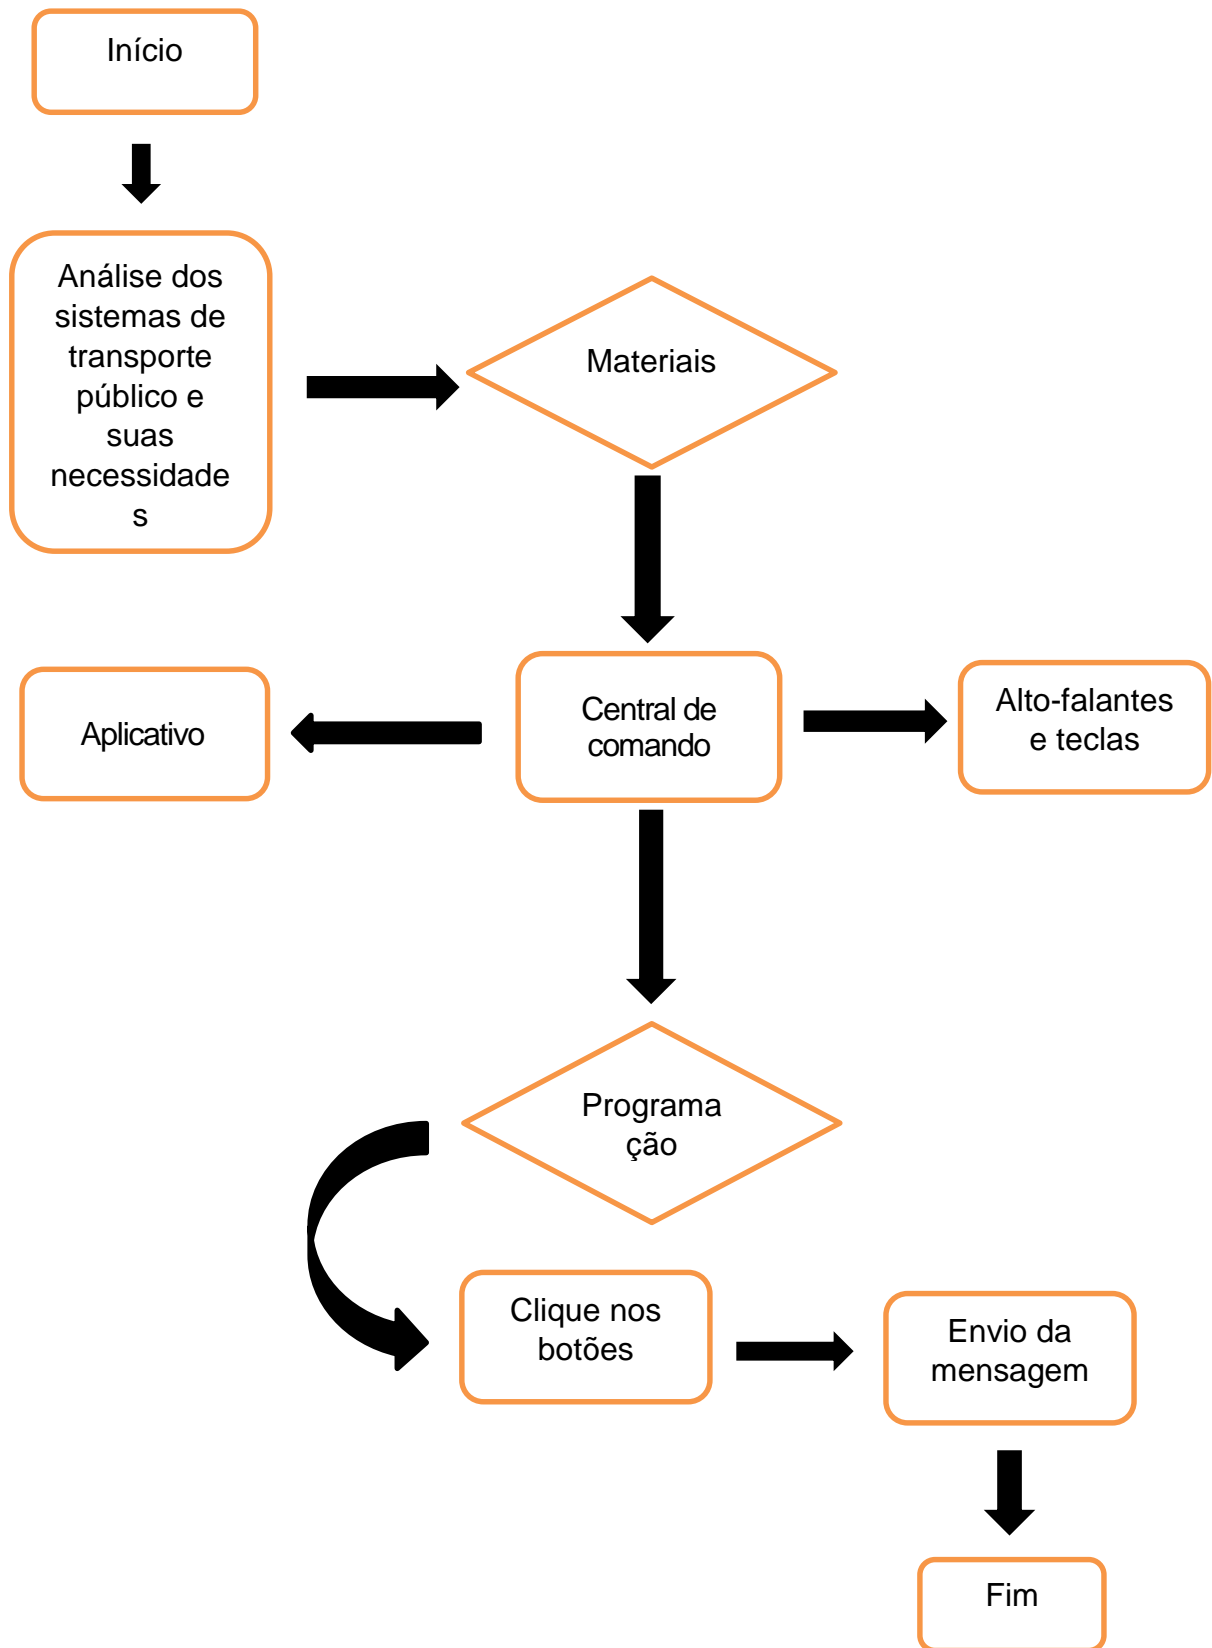 Início
Análise dos
sistemas de
transporte
público e
suas
necessidade
s
Materiais
Aplicativo
Central de
comando
Alto-falantes
e teclas
Programa
ção
Clique nos
botões
Envio da
mensagem
Fim